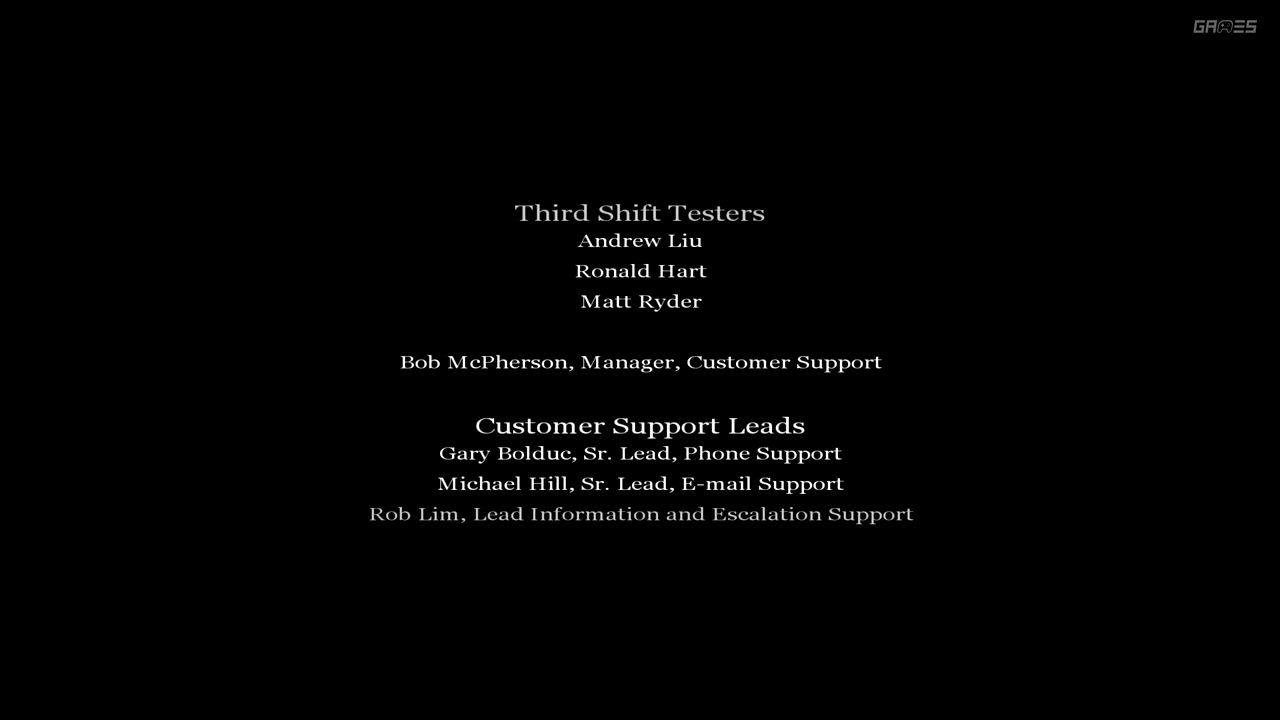 GAMES
Third Shift Testers
Andrew Liu
Ronald Hart
Matt Ryder
Bob McPherson, Manager, Customer Support
Customer Support Leads
Gary Bolduc, Sr. Lead, Phone Support
Michael Hill, Sr. Lead, E-mail Support
Rob Lim, Lead Information and Escalation Support